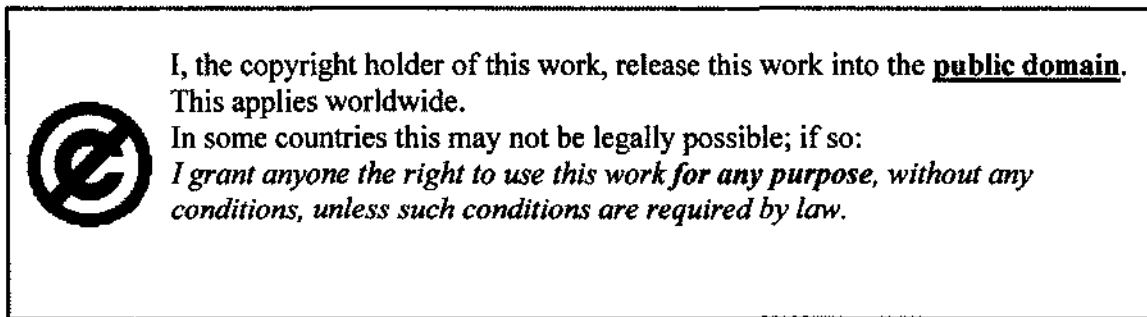 I, the copyright holder of this work, release this work into the public domain.
This applies worldwide.
In some countries this may not be legally possible; if so:
I grant anyone the right to use this work for any purpose, without any
conditions, unless such conditions are required by law.